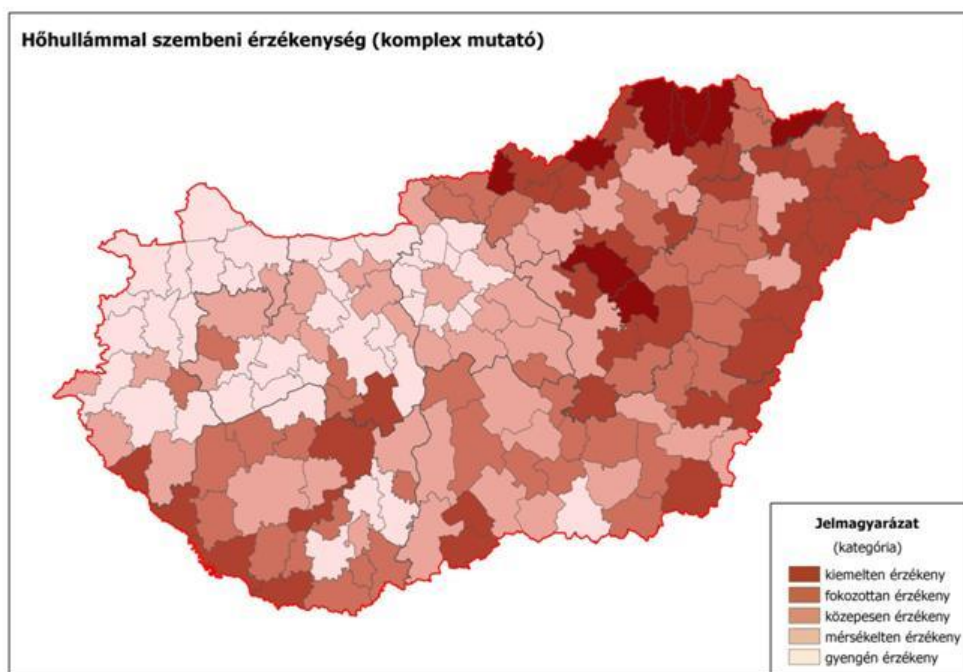 Hőhullámmal szembeni érzékenység (komplex mutató)
Jelmagyarázat
(kategória)
kiemelten érzékeny
fokozottan érzékeny
közepesen érzékeny
mérsékelten érzékeny
gyengén érzékeny